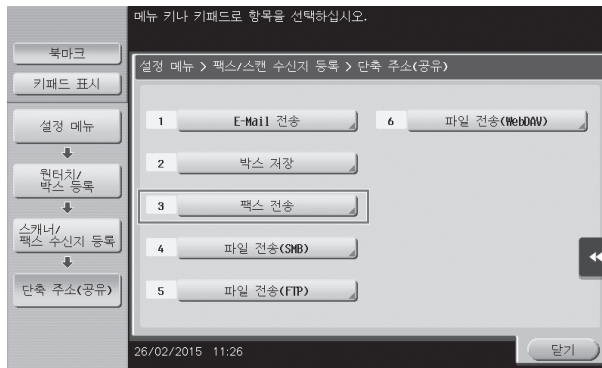 메뉴 키나 키패드로 항목을 선택하십시오.
북마크
키패드 표시
설정 메뉴 > 팩스/스캔 수신지 등록 > 단축 주소(공유)
설정 메뉴
원터치/
박스 등록
스캐너/
팩스 수신지 등록
단축 주소(공유)
1 E-Mail 전송
2 박스 저장
3 팩스 전송
4 파일 전송(SMB)
5 파일 전송(FTP)
6 파일 전송(WebDAV)
26/02/2015 11:26
닫기